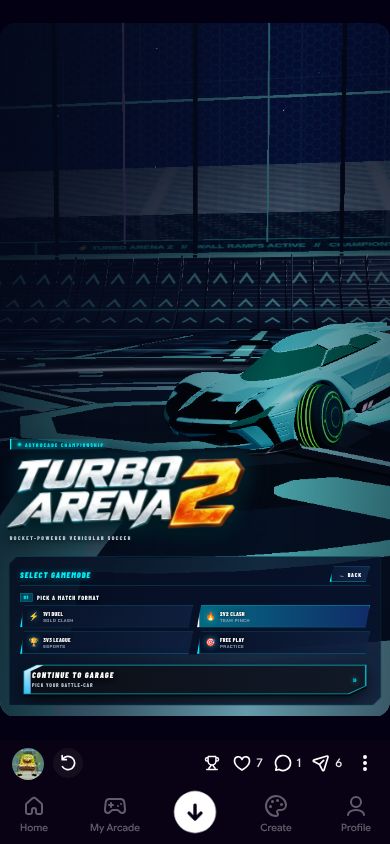 TURBO ARENA 2 // WALL RAMPS ACTIVE // CHAMPION
ASTROCADE CHAMPIONSHIP
TURBO
ARENA 2
ROCKET-POWERED VEHICULAR SOCCER
SELECT GAMEMODE
← BACK
01 PICK A MATCH FORMAT
1V1 DUEL
SOLO CLASH
2V2 CLASH
TEAM PINCH
3V3 LEAGUE
ESPORTS
FREE PLAY
PRACTICE
CONTINUE TO GARAGE
PICK YOUR BATTLE-CAR
»
7
1
6
Home
My Arcade
Create
Profile